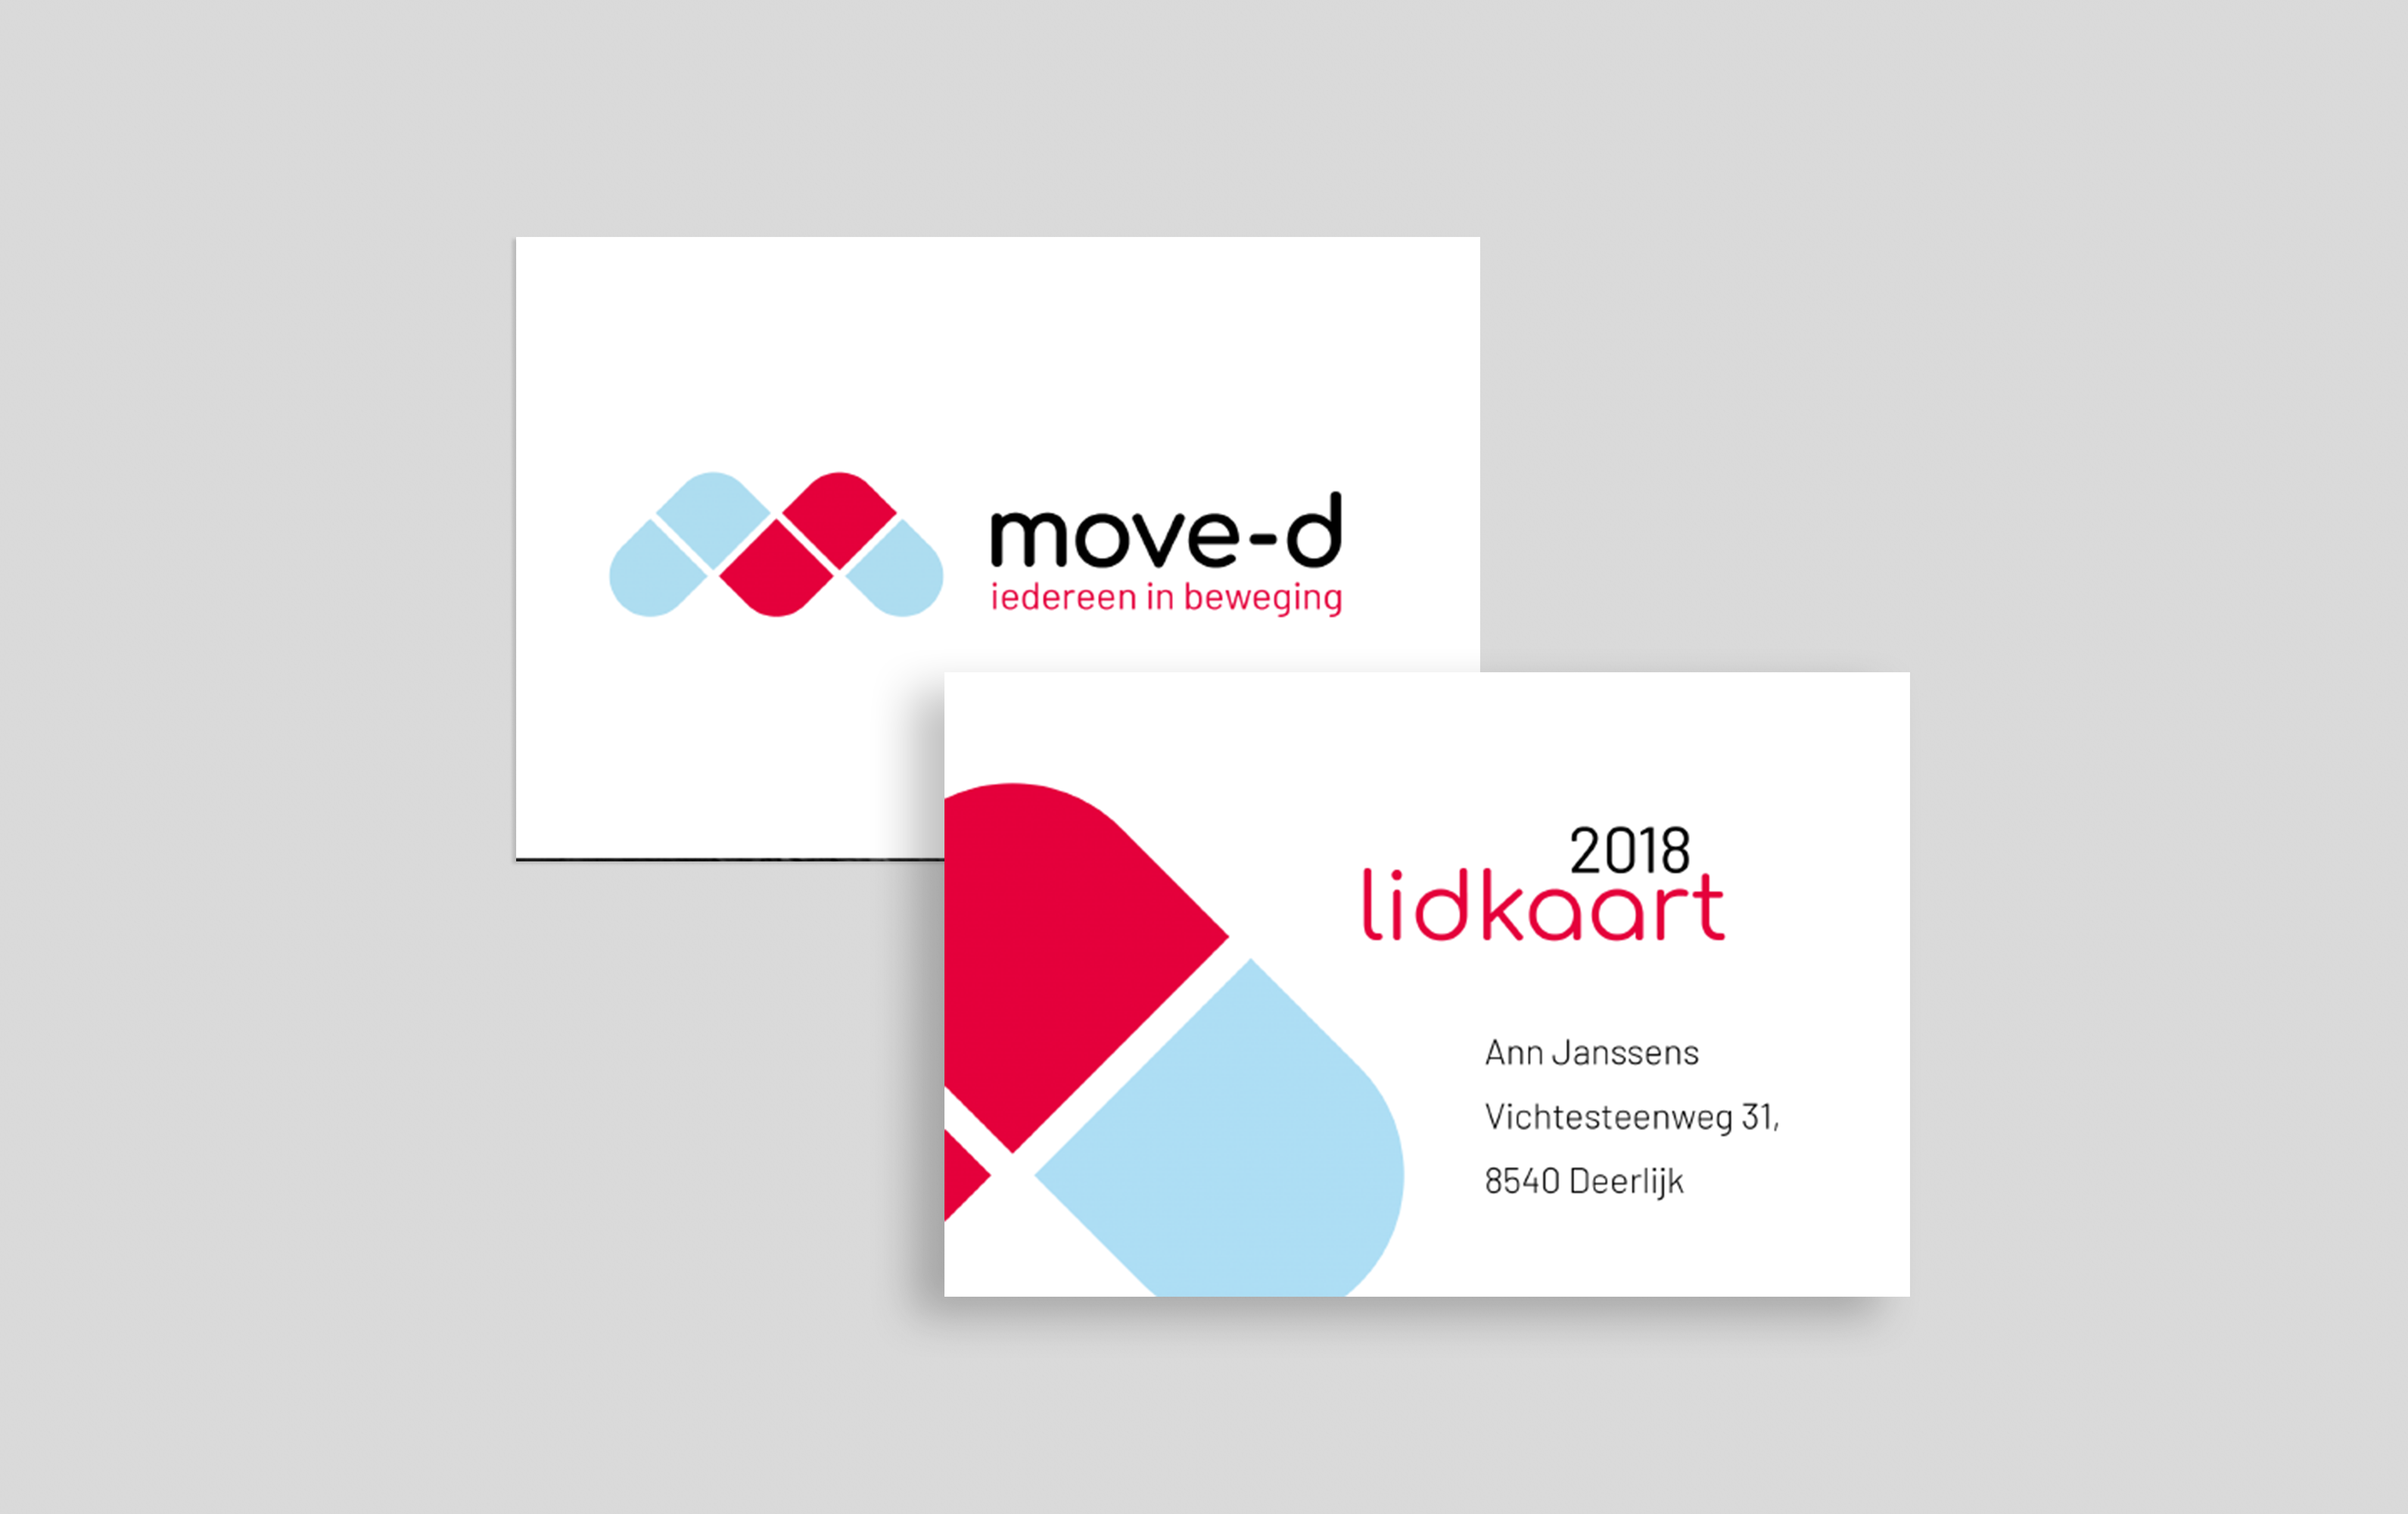 move-d
iedereen in beweging
2018
lidkaart
Ann Janssens
Vichtesteenweg 31,
8540 Deerlijk